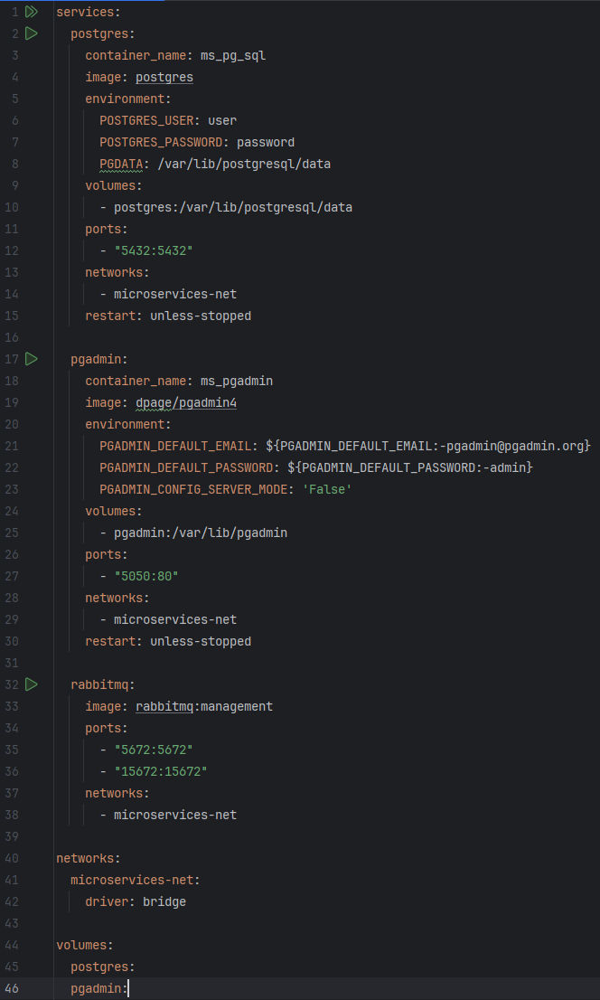 1 services:
2   postgres:
3     container_name: ms_pg_sql
4     image: postgres
5     environment:
6       POSTGRES_USER: user
7       POSTGRES_PASSWORD: password
8       PGDATA: /var/lib/postgresql/data
9     volumes:
10       - postgres:/var/lib/postgresql/data
11     ports:
12       - "5432:5432"
13     networks:
14       - microservices-net
15     restart: unless-stopped
16
17   pgadmin:
18     container_name: ms_pgadmin
19     image: dpage/pgadmin4
20     environment:
21       PGADMIN_DEFAULT_EMAIL: ${PGADMIN_DEFAULT_EMAIL:-pgadmin@pgadmin.org}
22       PGADMIN_DEFAULT_PASSWORD: ${PGADMIN_DEFAULT_PASSWORD:-admin}
23       PGADMIN_CONFIG_SERVER_MODE: 'False'
24     volumes:
25       - pgadmin:/var/lib/pgadmin
26     ports:
27       - "5050:80"
28     networks:
29       - microservices-net
30     restart: unless-stopped
31
32   rabbitmq:
33     image: rabbitmq:management
34     ports:
35       - "5672:5672"
36       - "15672:15672"
37     networks:
38       - microservices-net
39
40 networks:
41   microservices-net:
42     driver: bridge
43
44 volumes:
45   postgres:
46   pgadmin: